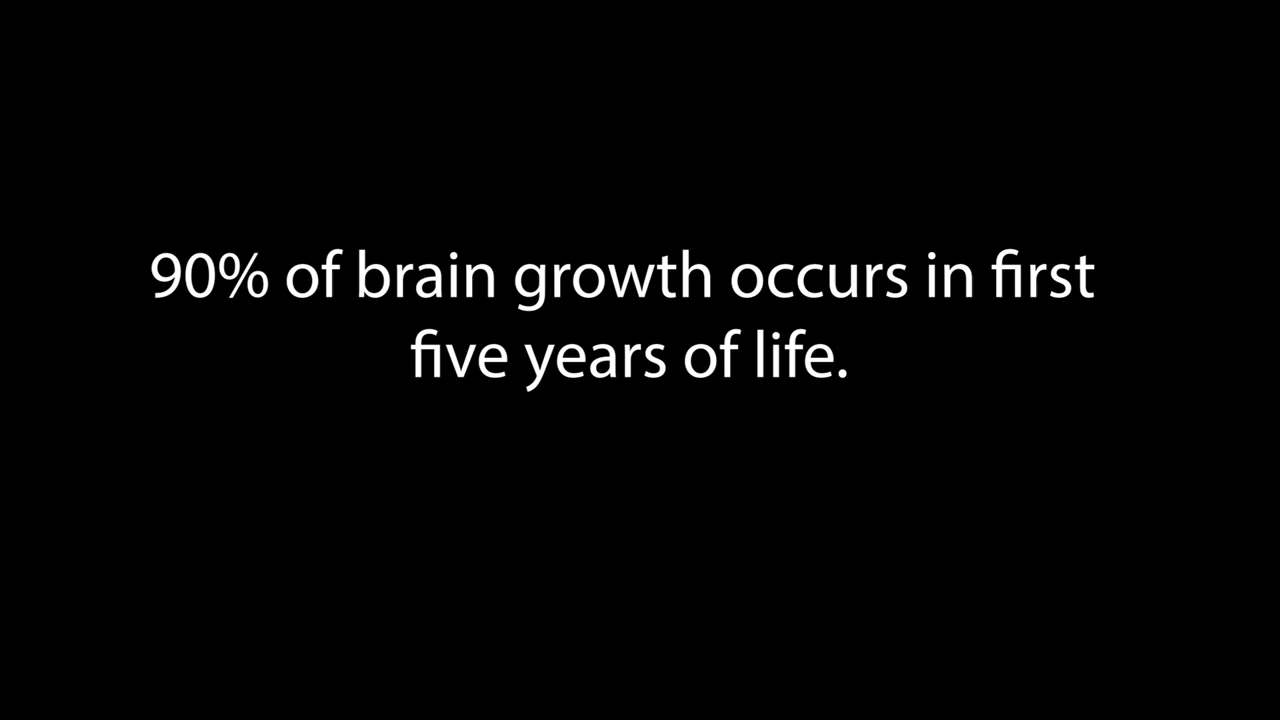 90% of brain growth occurs in first
five years of life.